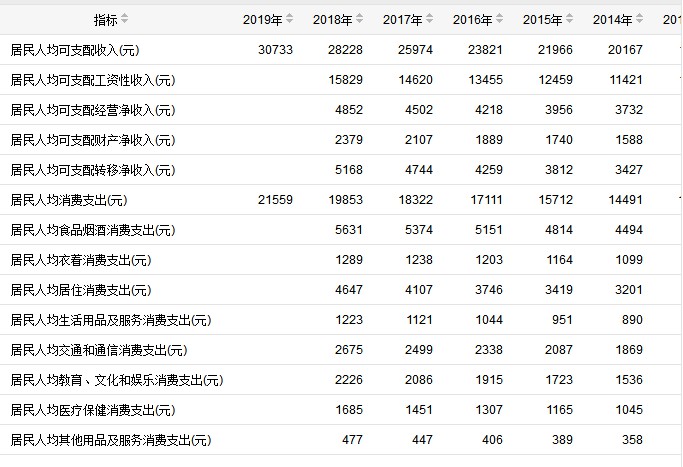 指标 2019年 2018年 2017年 2016年 2015年 2014年 201
居民人均可支配收入(元) 30733 28228 25974 23821 21966 20167
居民人均可支配工资性收入(元) 15829 14620 13455 12459 11421
居民人均可支配经营净收入(元) 4852 4502 4218 3956 3732
居民人均可支配财产净收入(元) 2379 2107 1889 1740 1588
居民人均可支配转移净收入(元) 5168 4744 4259 3812 3427
居民人均消费支出(元) 21559 19853 18322 17111 15712 14491
居民人均食品烟酒消费支出(元) 5631 5374 5151 4814 4494
居民人均衣着消费支出(元) 1289 1238 1203 1164 1099
居民人均居住消费支出(元) 4647 4107 3746 3419 3201
居民人均生活用品及服务消费支出(元) 1223 1121 1044 951 890
居民人均交通和通信消费支出(元) 2675 2499 2338 2087 1869
居民人均教育、文化和娱乐消费支出(元) 2226 2086 1915 1723 1536
居民人均医疗保健消费支出(元) 1685 1451 1307 1165 1045
居民人均其他用品及服务消费支出(元) 477 447 406 389 358